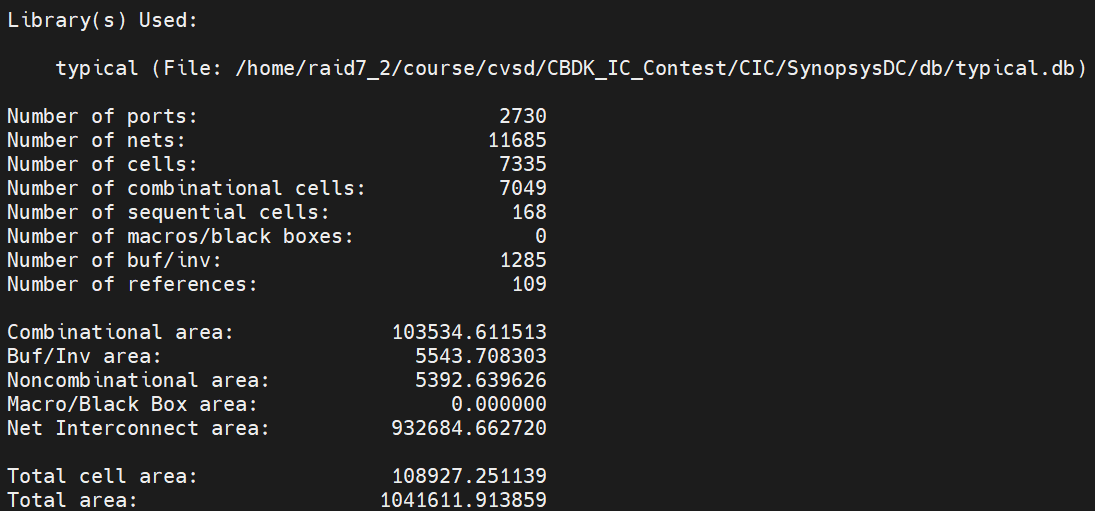 Library(s) Used:
typical (File: /home/raid7_2/course/cvsd/CBDK_IC_Contest/CIC/SynopsysDC/db/typical.db)
Number of ports: 2730
Number of nets: 11685
Number of cells: 7335
Number of combinational cells: 7049
Number of sequential cells: 168
Number of macros/black boxes: 0
Number of buf/inv: 1285
Number of references: 109
Combinational area: 103534.611513
Buf/Inv area: 5543.708303
Noncombinational area: 5392.639626
Macro/Black Box area: 0.000000
Net Interconnect area: 932684.662720
Total cell area: 108927.251139
Total area: 1041611.913859